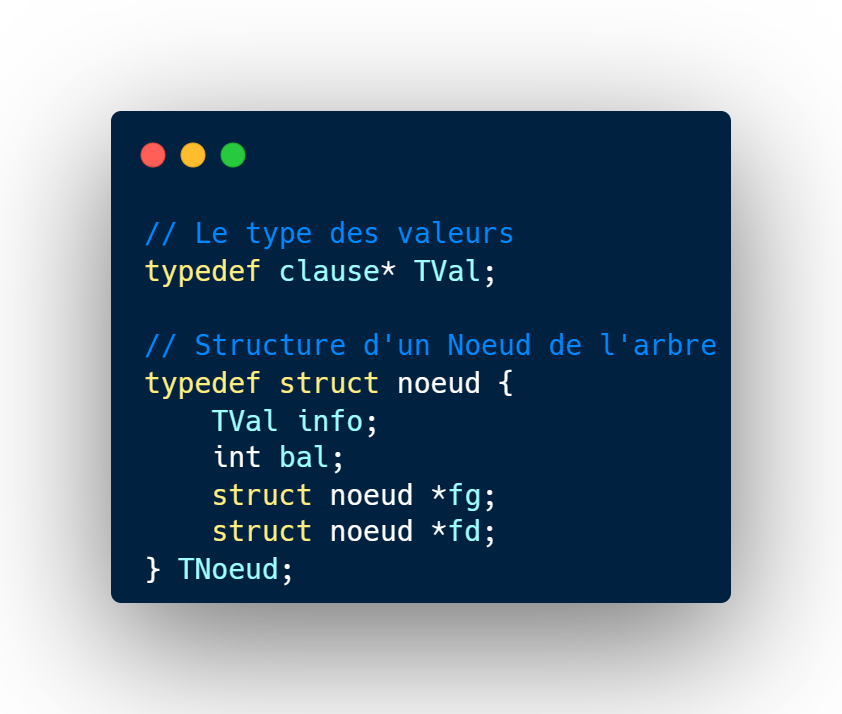 // Le type des valeurs
typedef clause* TVal;
// Structure d'un Noeud de l'arbre
typedef struct noeud {
    TVal info;
    int bal;
    struct noeud *fg;
    struct noeud *fd;
} TNoeud;